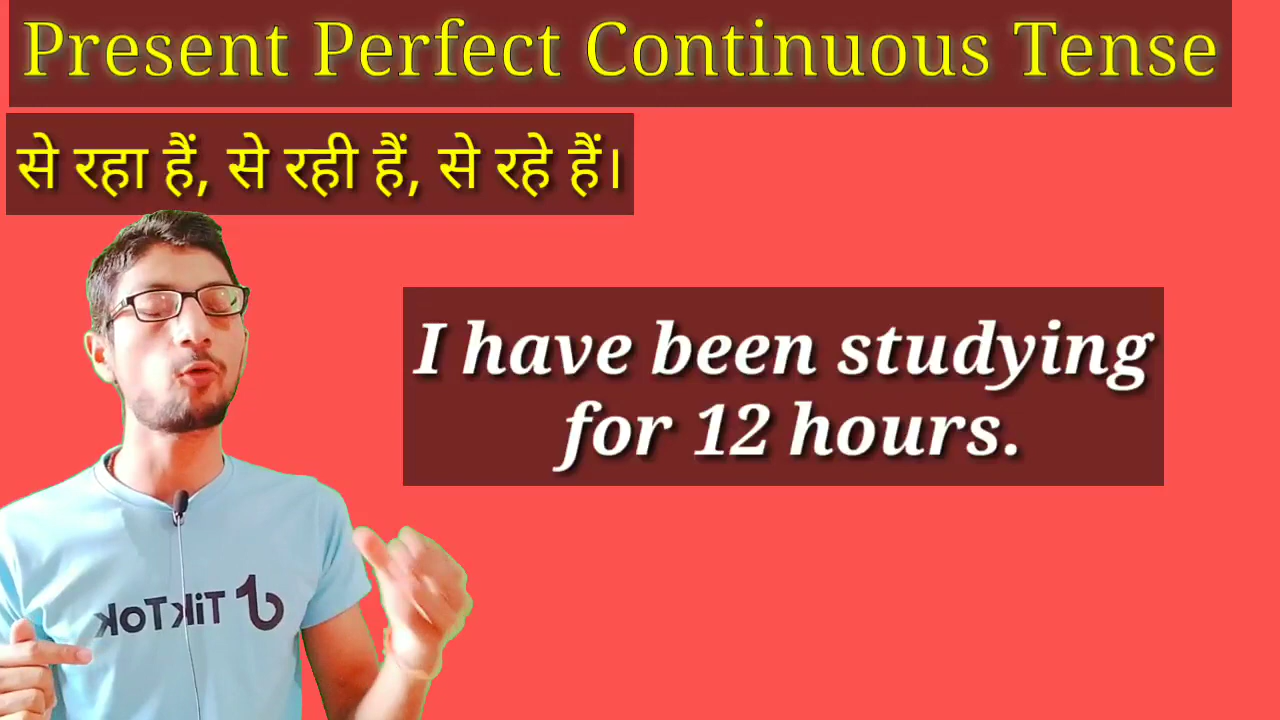 Present Perfect Continuous Tense
से रहा हैं, से रही हैं, से रहे हैं।
I have been studying
for 12 hours.
TikTok